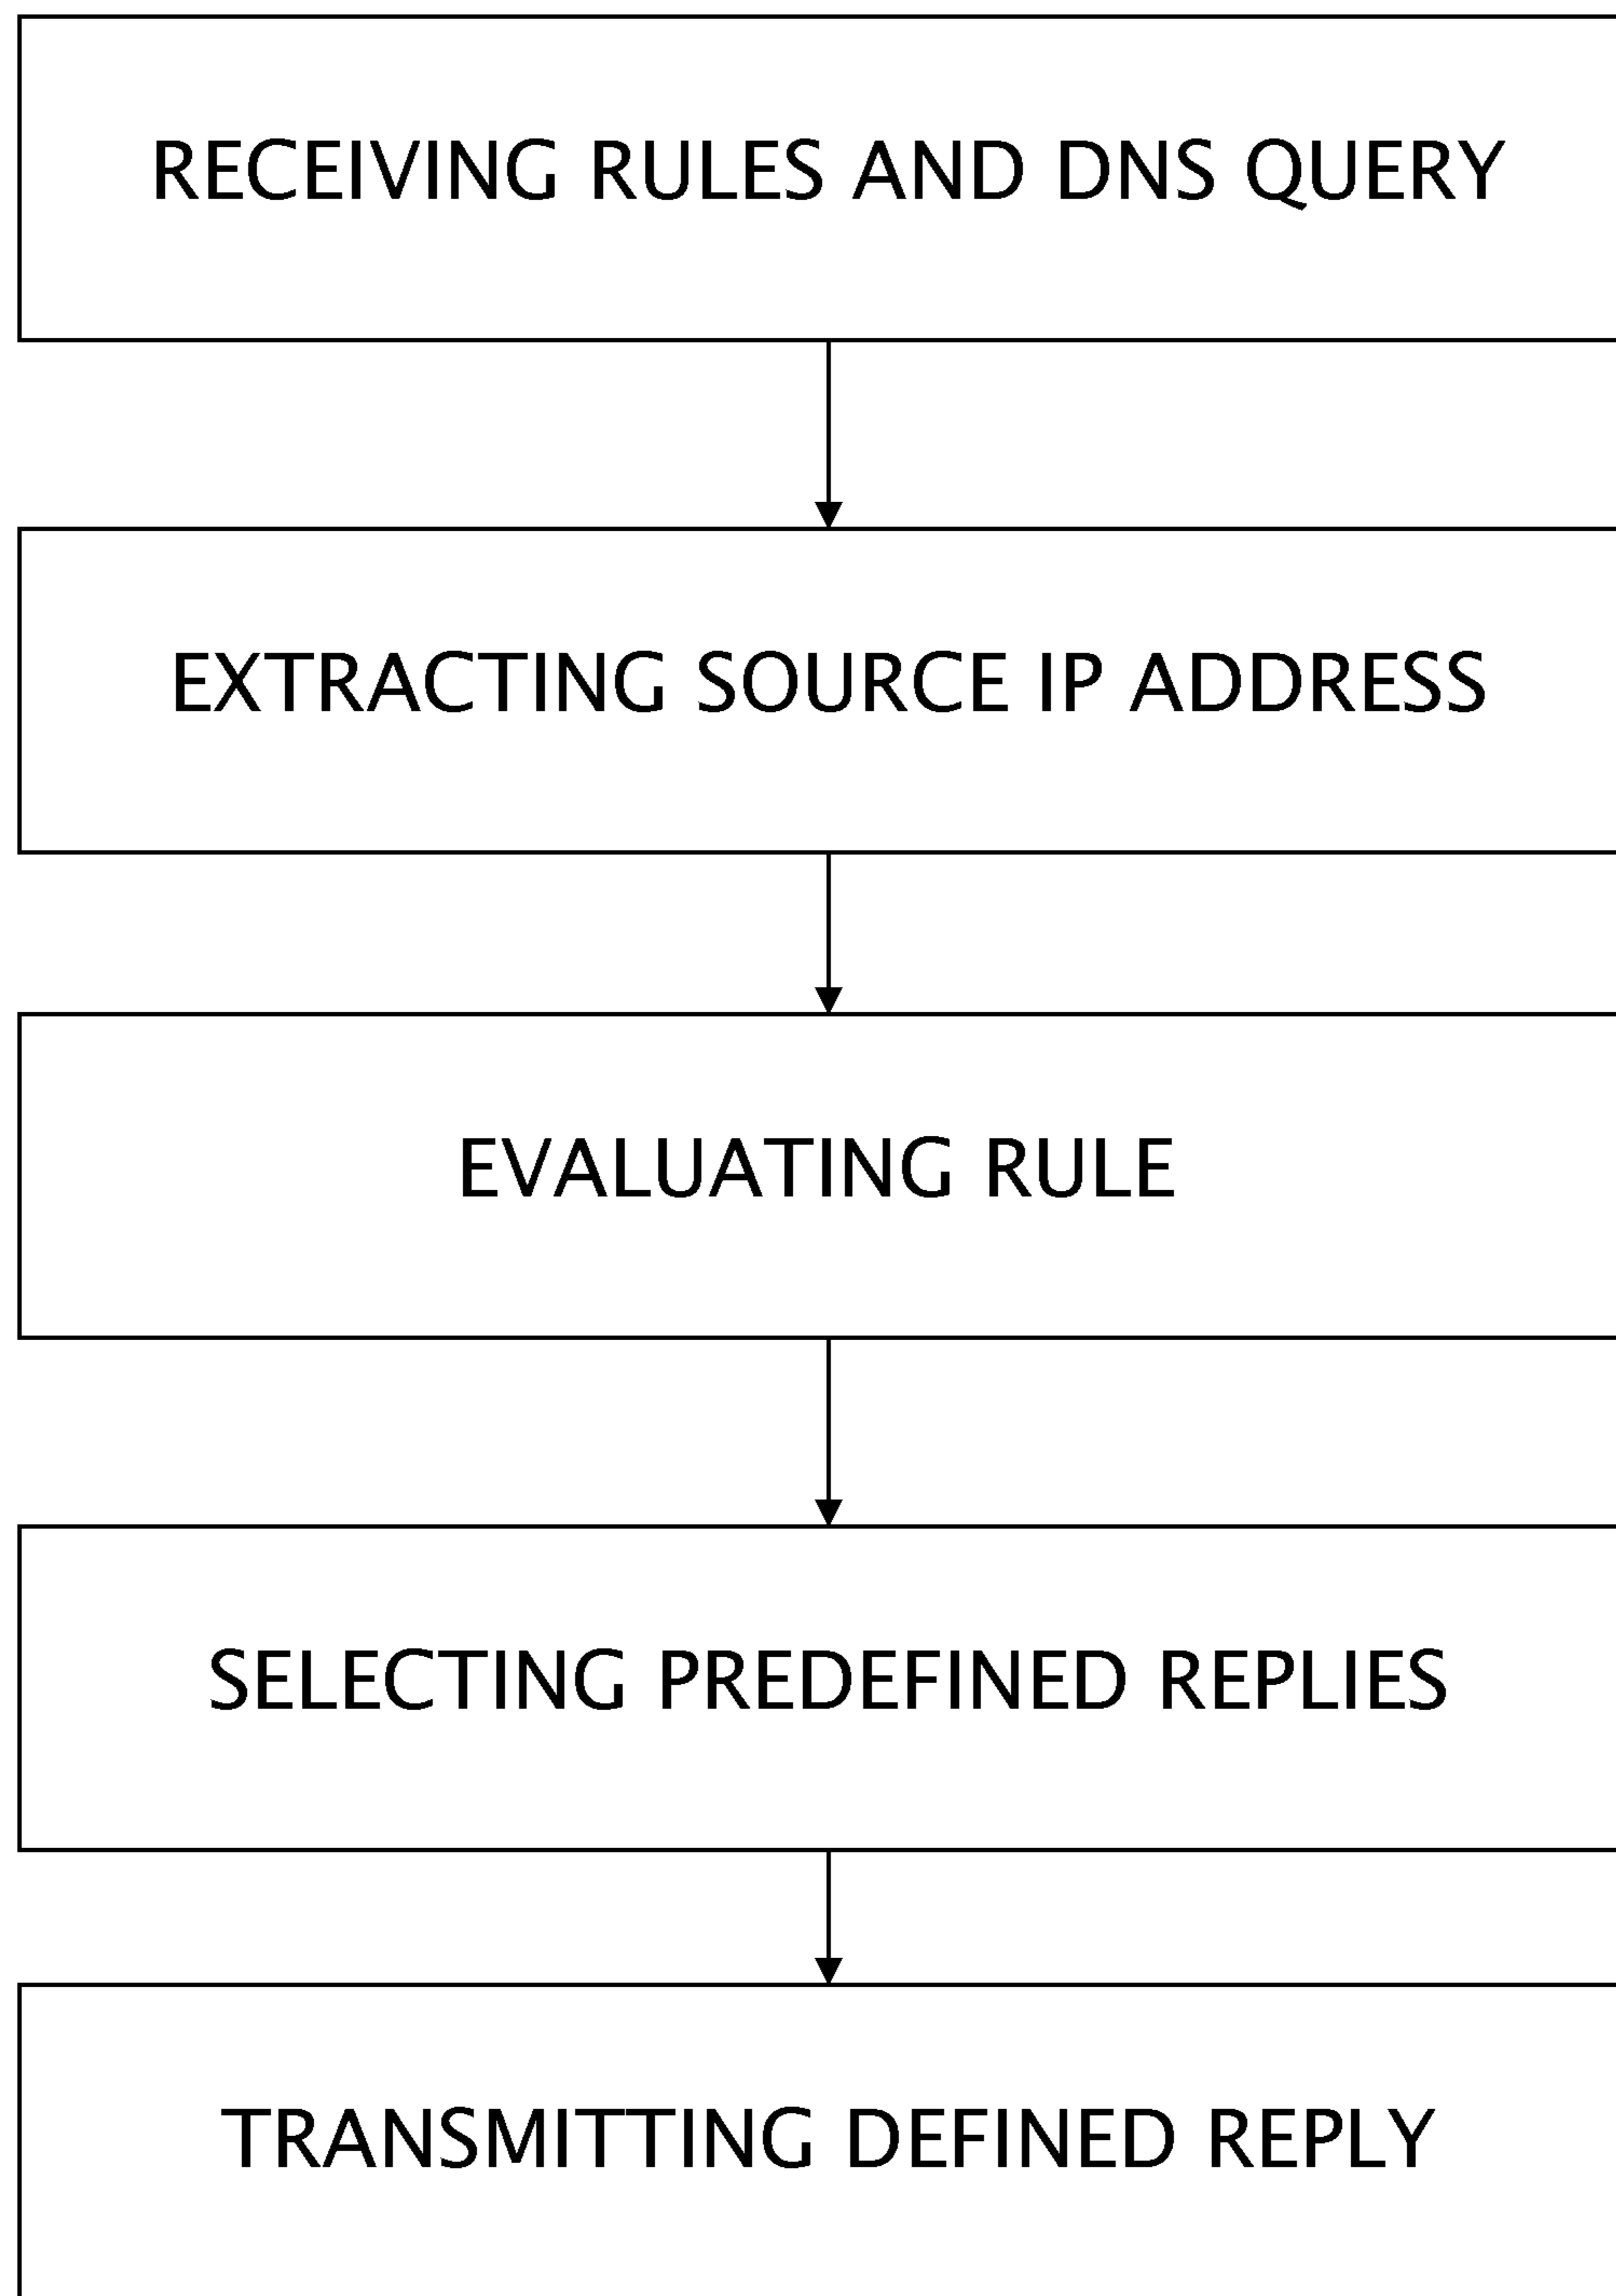 RECEIVING RULES AND DNS QUERY
EXTRACTING SOURCE IP ADDRESS
EVALUATING RULE
SELECTING PREDEFINED REPLIES
TRANSMITTING DEFINED REPLY